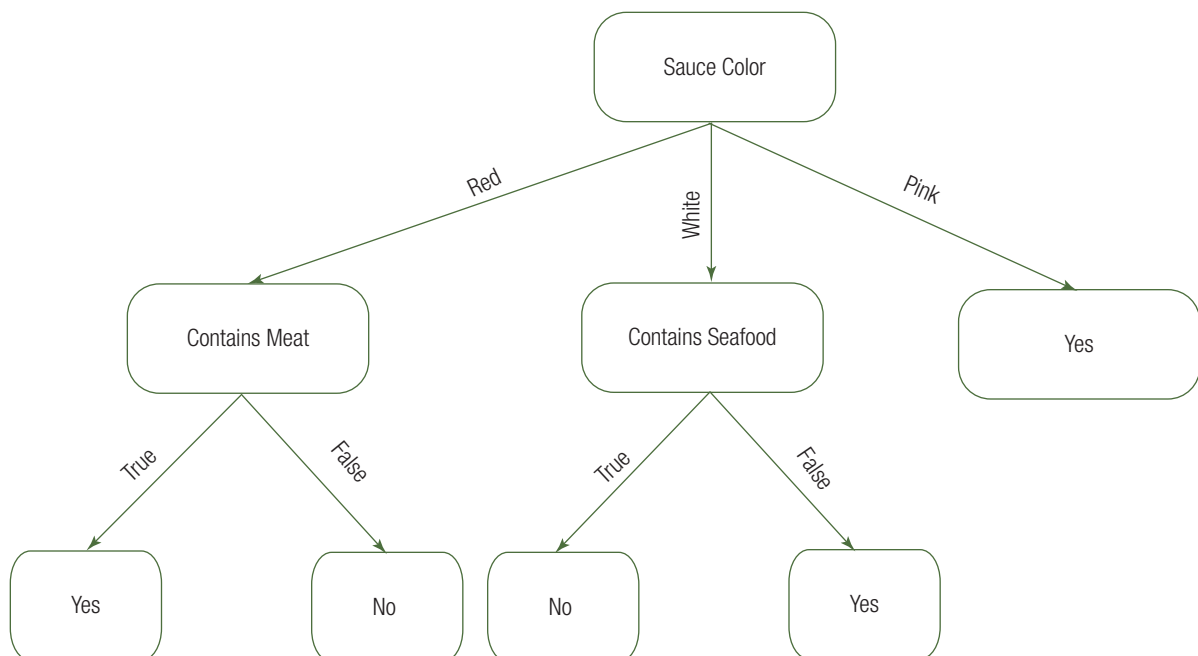 Sauce Color
Red
White
Pink
Contains Meat
Contains Seafood
Yes
True
False
True
False
Yes
No
No
Yes